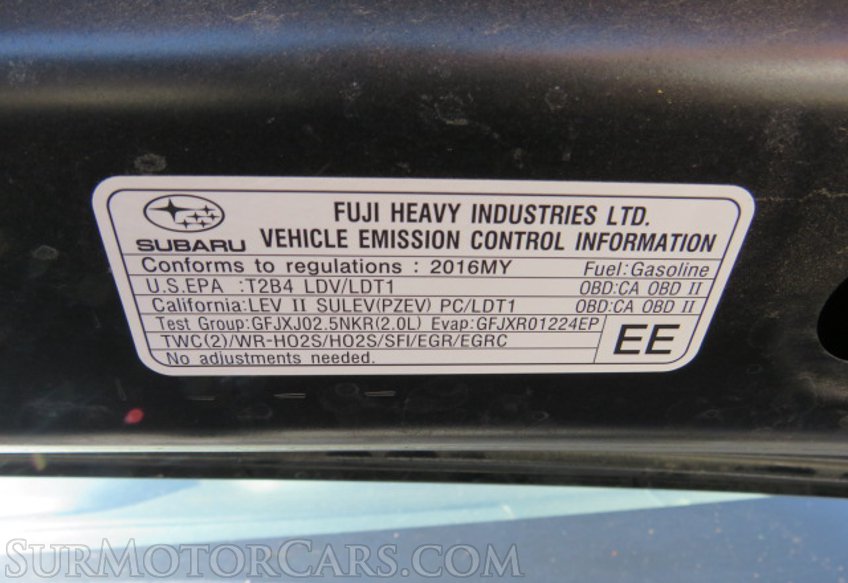 SUBARU
FUJI HEAVY INDUSTRIES LTD.
VEHICLE EMISSION CONTROL INFORMATION
Conforms to regulations : 2016MY Fuel:Gasoline
U.S.EPA :T2B4 LDV/LDT1 OBD:CA OBD II
California:LEV II SULEV(PZEV) PC/LDT1 OBD:CA OBD II
Test Group:GFJXJ02.5NKR(2.0L) Evap:GFJXR01224EP
TWC(2)/WR-HO2S/HO2S/SFI/EGR/EGRC
No adjustments needed.
EE
SurMotorCars.com